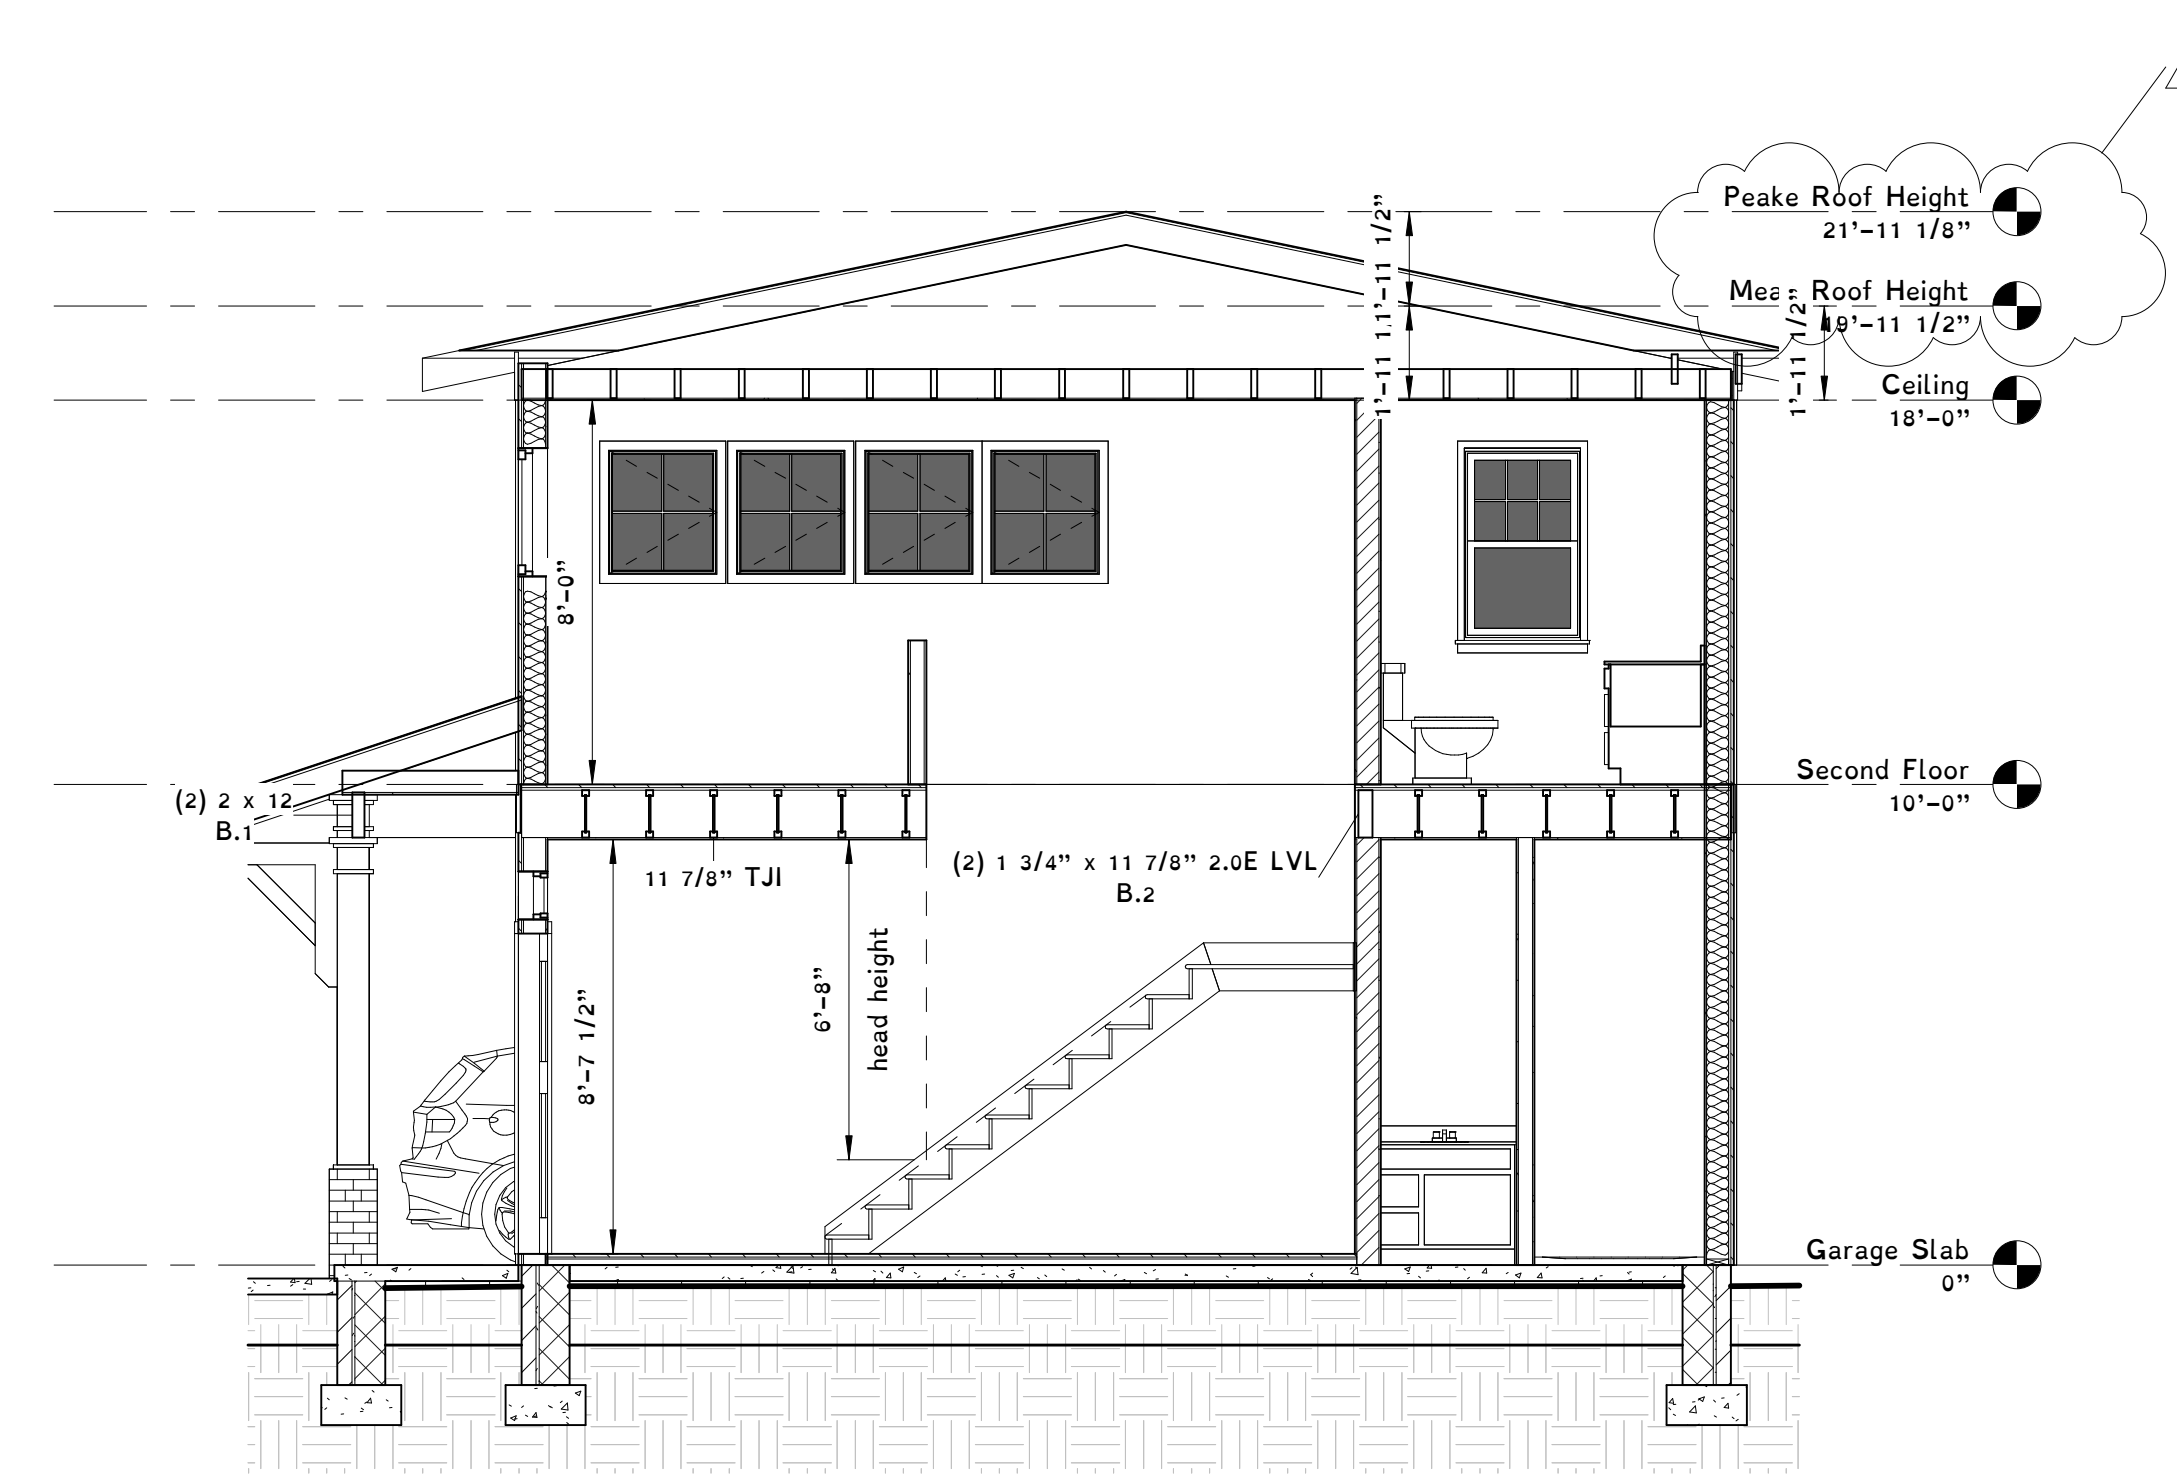 Peake Roof Height
21'-11 1/8"
1'-11 1/2"
Mea Roof Height
19'-11 1/2"
1'-11 1/2"
1'-11
Ceiling
18'-0"
8'-0"
Second Floor
10'-0"
(2) 2 x 12
B.1
11 7/8" TJI
(2) 1 3/4" x 11 7/8" 2.0E LVL
B.2
8'-7 1/2"
6'-8"
head height
Garage Slab
0"